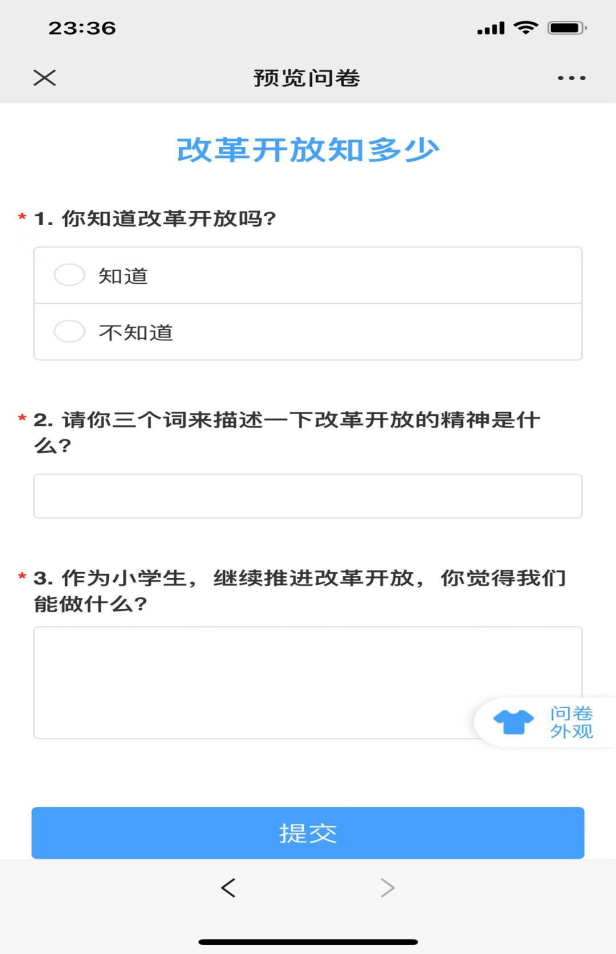 23:36
预览问卷
改革开放知多少
* 1. 你知道改革开放吗?
知道
不知道
* 2. 请你三个词来描述一下改革开放的精神是什
么?
* 3. 作为小学生，继续推进改革开放，你觉得我们
能做什么?
问卷
外观
提交